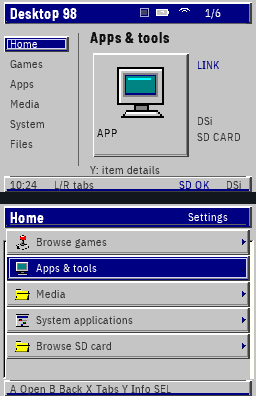 Desktop 98 1/6
Home
Games
Apps
Media
System
Files
Apps & tools
APP
LINK
DSi
SD CARD
Y: item details
10:24 L/R tabs SD OK DSi
Home Settings
Browse games
Apps & tools
Media
System applications
Browse SD card
A Open B Back X Tabs Y Info SEL